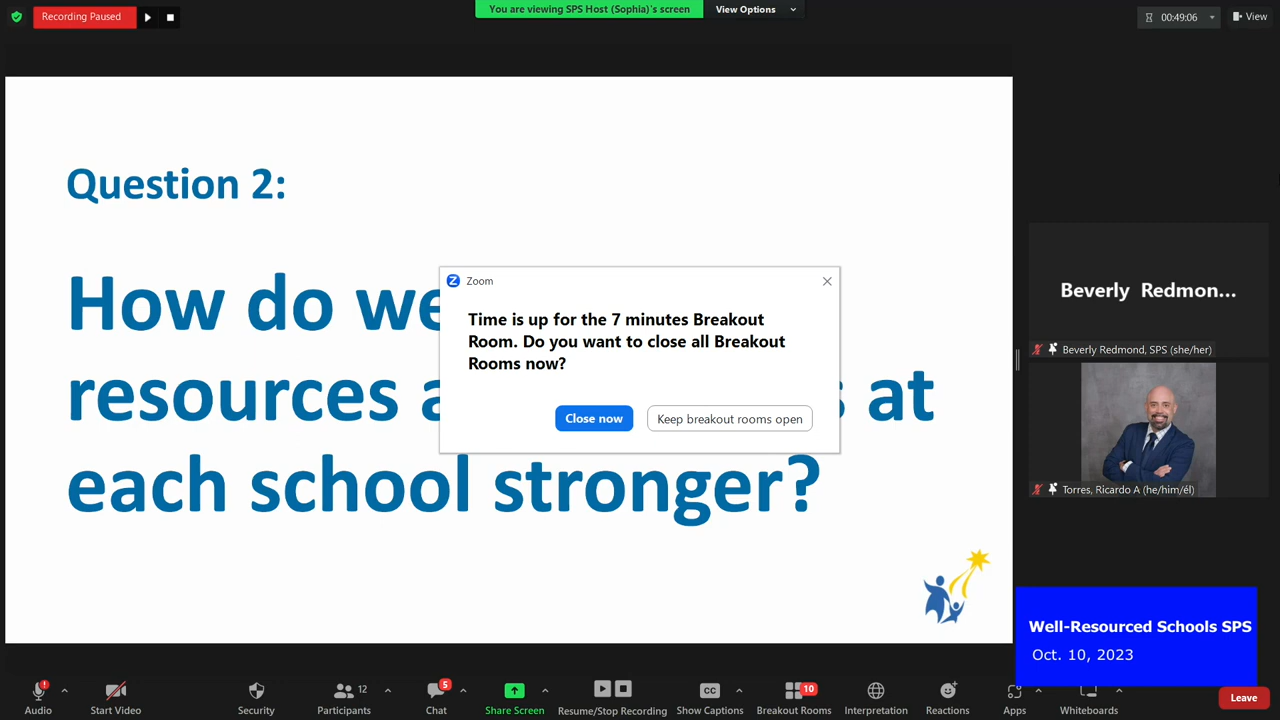 Recording Paused
You are viewing SPS Host (Sophia)'s screen
View Options
00:49:06
View
Question 2:
How do we
resources a s at
each school stronger?
Zoom
Time is up for the 7 minutes Breakout
Room. Do you want to close all Breakout
Rooms now?
Close now
Keep breakout rooms open
Beverly Redmon...
Beverly Redmond, SPS (she/her)
Torres, Ricardo A (he/him/él)
Well-Resourced Schools SPS
Oct. 10, 2023
Audio
Start Video
Security
Participants
12
Chat
5
Share Screen
Resume/Stop Recording
CC
Show Captions
Breakout Rooms
10
Interpretation
Reactions
Apps
Whiteboards
Leave